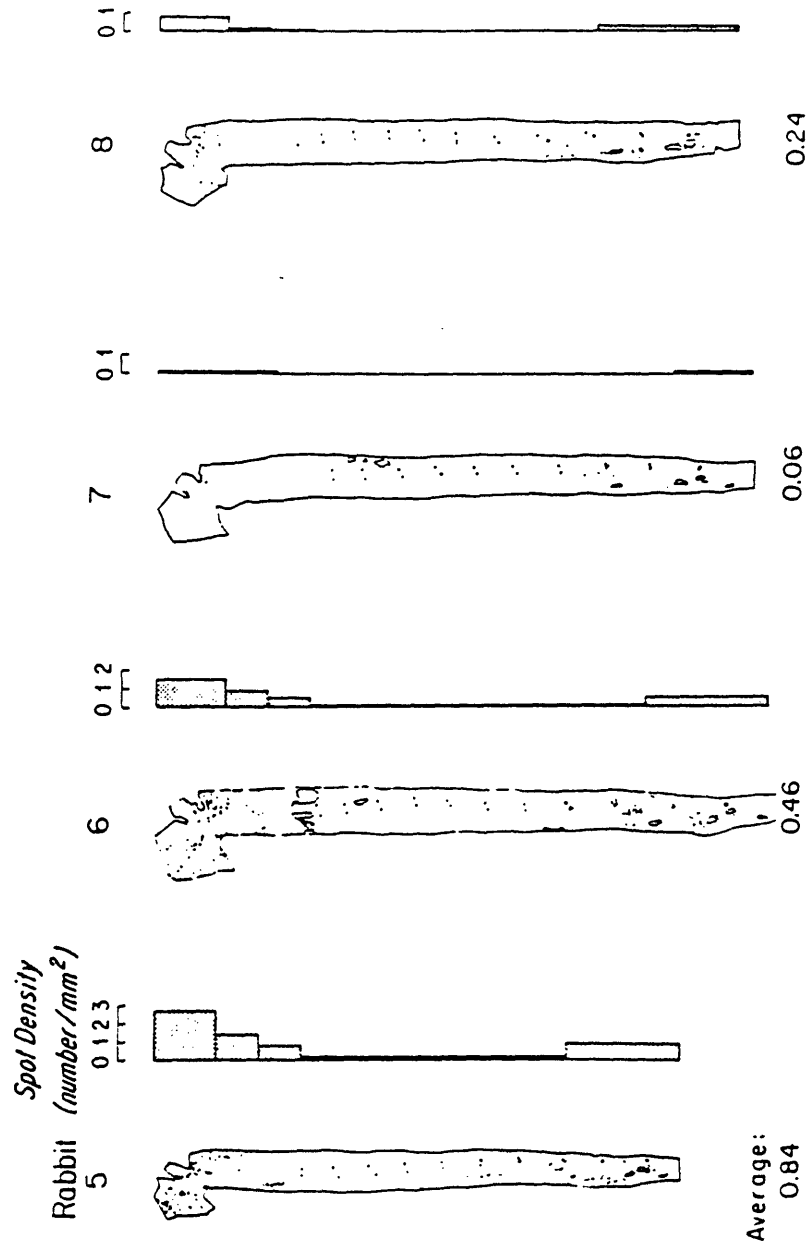 Spot Density
Rabbit (number/mm²)
5 0 1 2 3 6 0 1 2 7 0 1 8 0 1
Average:
0.84 0.46 0.06 0.24